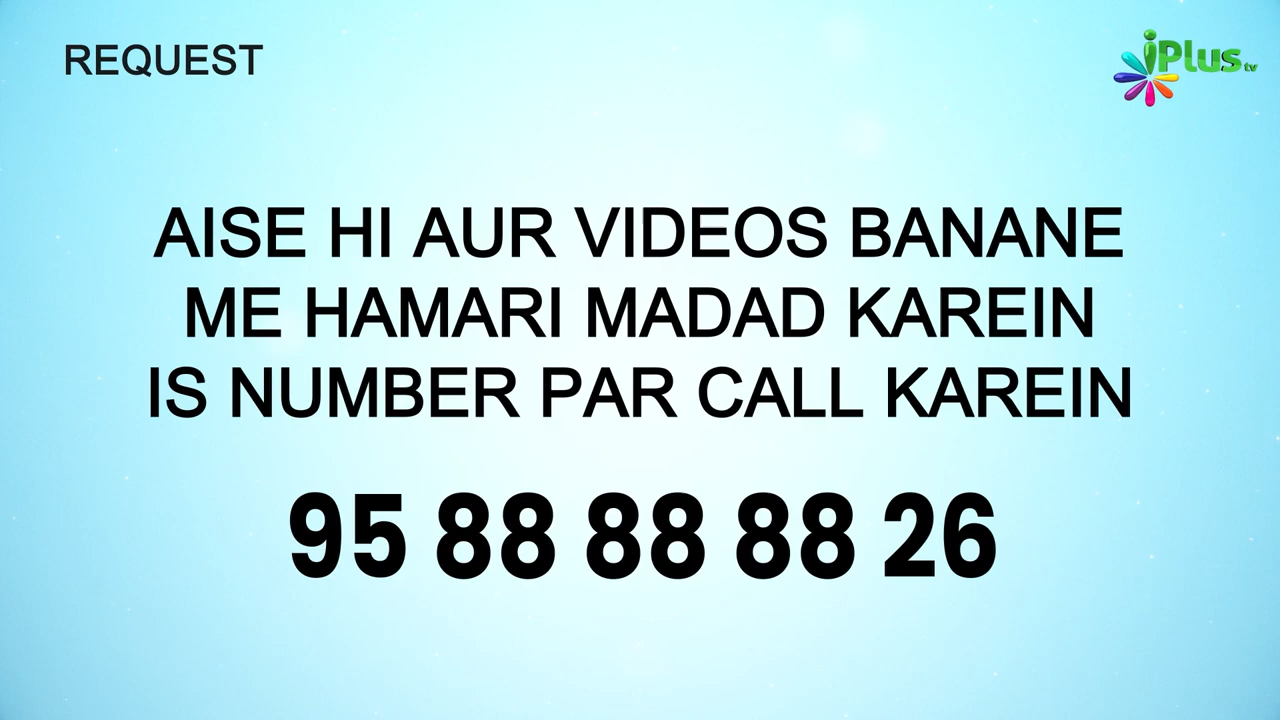 REQUEST
iPlus tv
AISE HI AUR VIDEOS BANANE
ME HAMARI MADAD KAREIN
IS NUMBER PAR CALL KAREIN
95 88 88 88 26